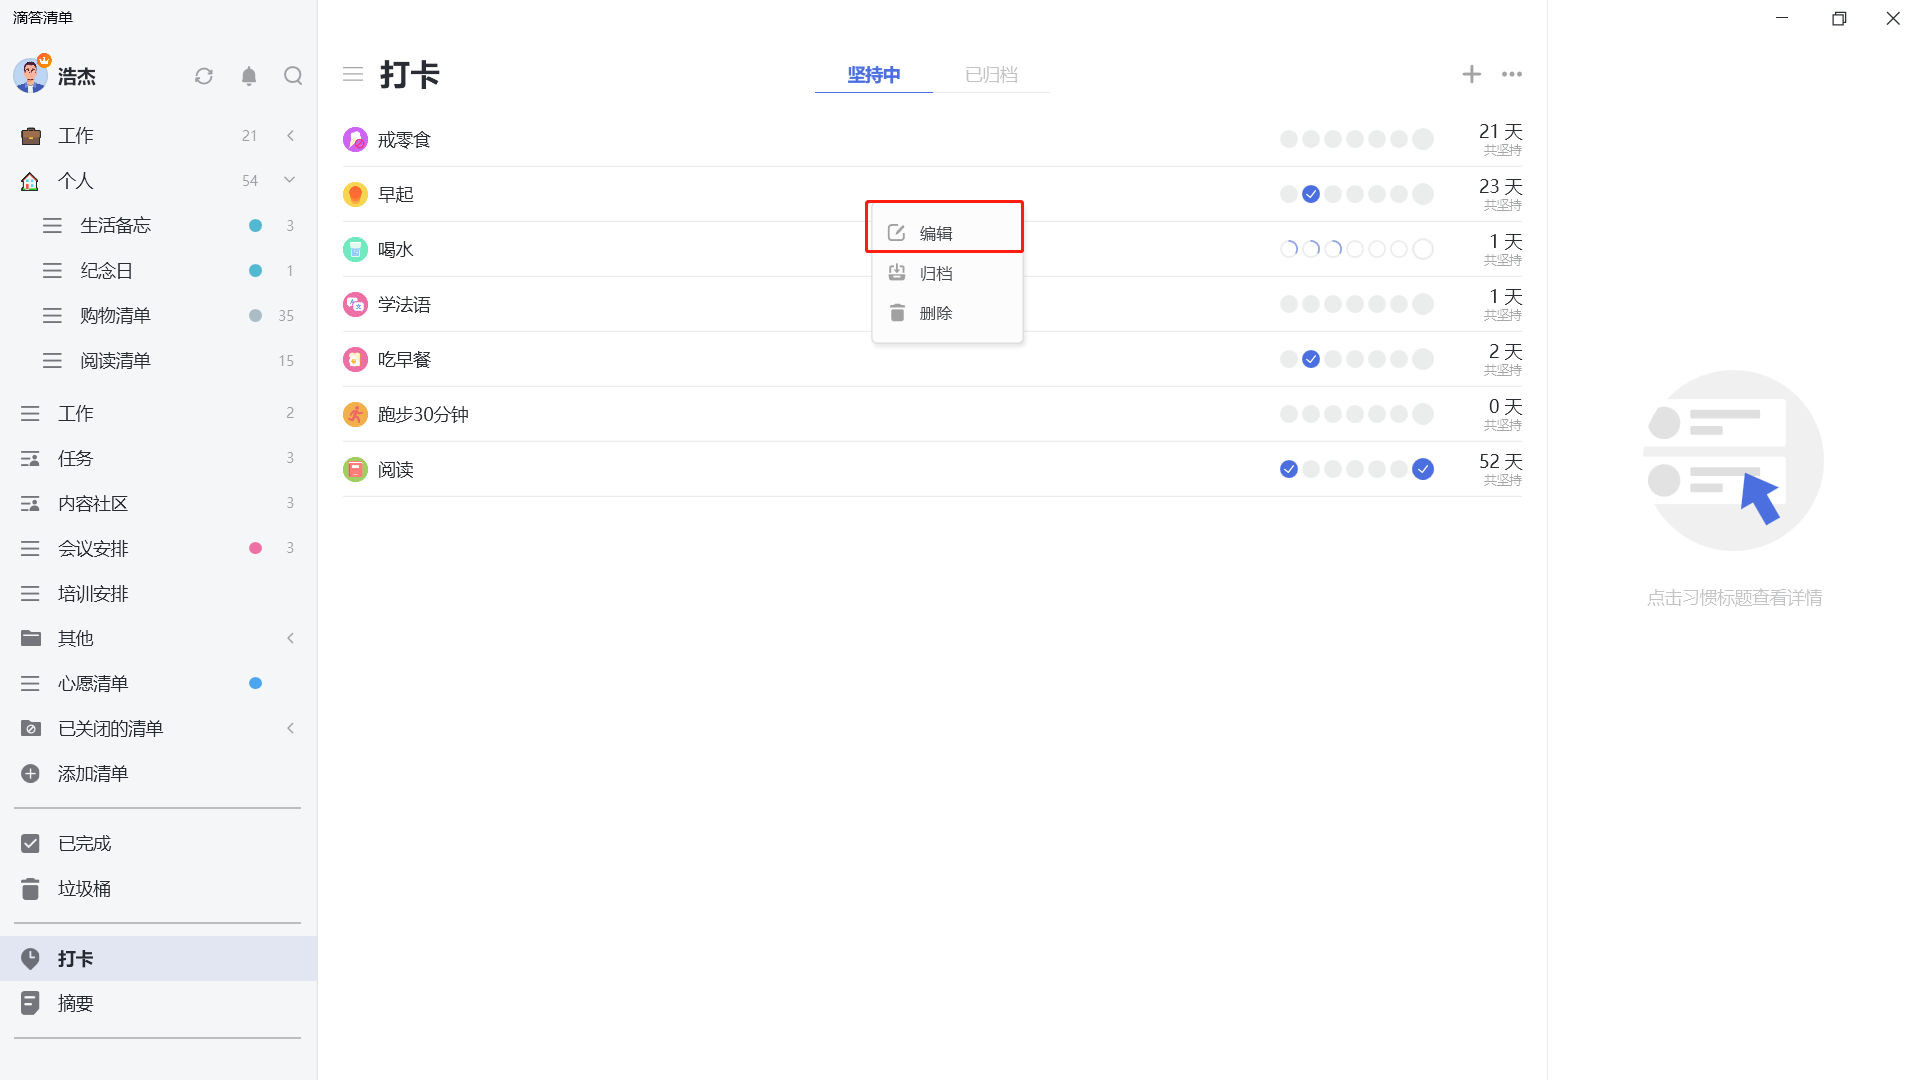 滴答清单
浩杰
工作 21
个人 54
生活备忘 3
纪念日 1
购物清单 35
阅读清单 15
工作 2
任务 3
内容社区 3
会议安排 3
培训安排
其他
心愿清单
已关闭的清单
添加清单
已完成
垃圾桶
打卡
摘要
打卡
坚持中 已归档
戒零食 21 天
共坚持
早起 23 天
共坚持
喝水 1 天
共坚持
学法语 1 天
共坚持
吃早餐 2 天
共坚持
跑步30分钟 0 天
共坚持
阅读 52 天
共坚持
编辑
归档
删除
点击习惯标题查看详情